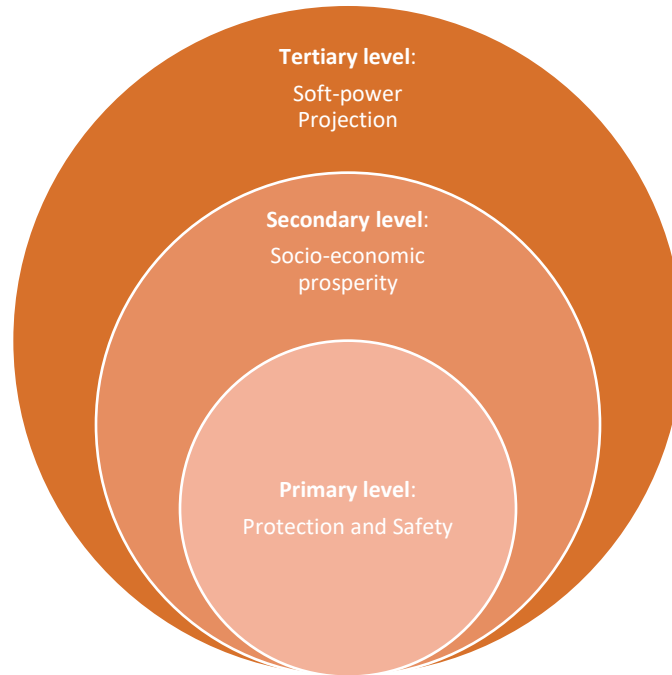 Tertiary level:
Soft-power
Projection
Secondary level:
Socio-economic
prosperity
Primary level:
Protection and Safety